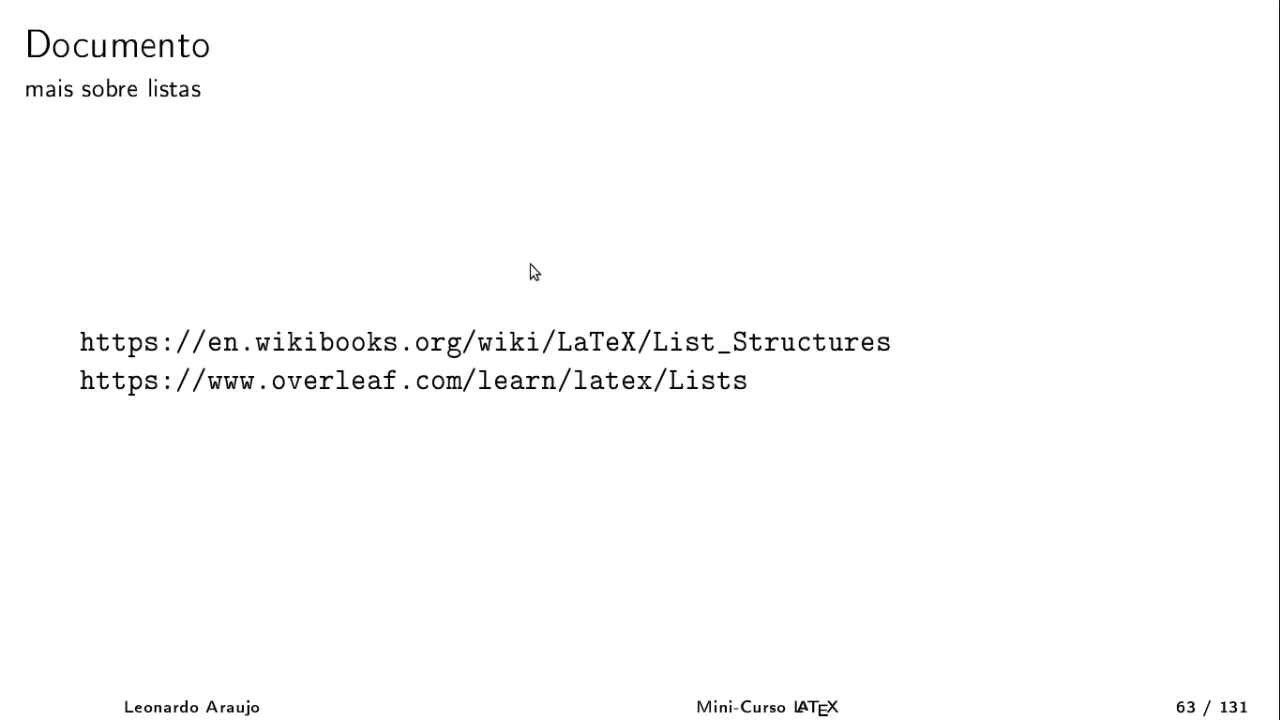 Documento
mais sobre listas
https://en.wikibooks.org/wiki/LaTeX/List_Structures
https://www.overleaf.com/learn/latex/Lists
Leonardo Araujo Mini-Curso LATEX 63 / 131